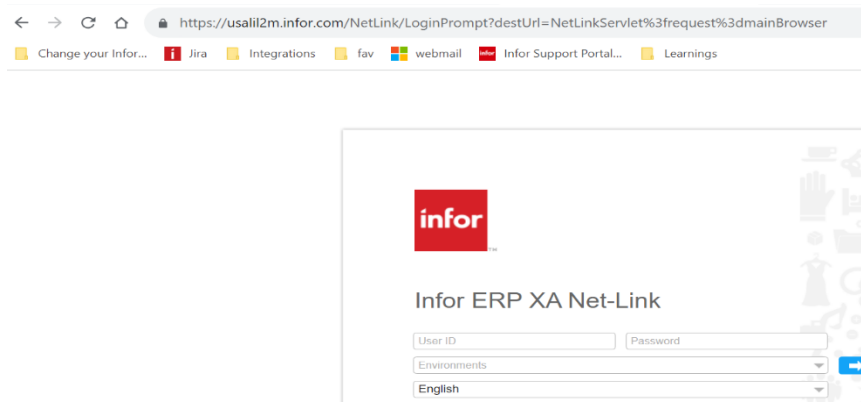 https://usalil2m.infor.com/NetLink/LoginPrompt?destUrl=NetLinkServlet%3frequest%3dmainBrowser
Change your Infor... Jira Integrations fav webmail infor Infor Support Portal... Learnings
infor
Infor ERP XA Net-Link
User ID Password
Environments
English